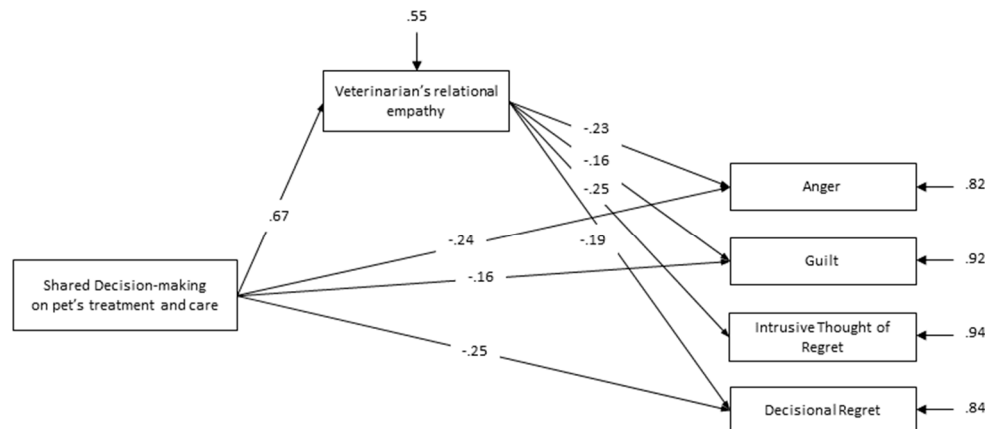 .55
Veterinarian's relational
empathy
-.23
-.16
-.25
-.19
Anger
.82
.67
-.24
Guilt
.92
-.16
Shared Decision-making
on pet's treatment and care
Intrusive Thought of
Regret
.94
-.25
Decisional Regret
.84